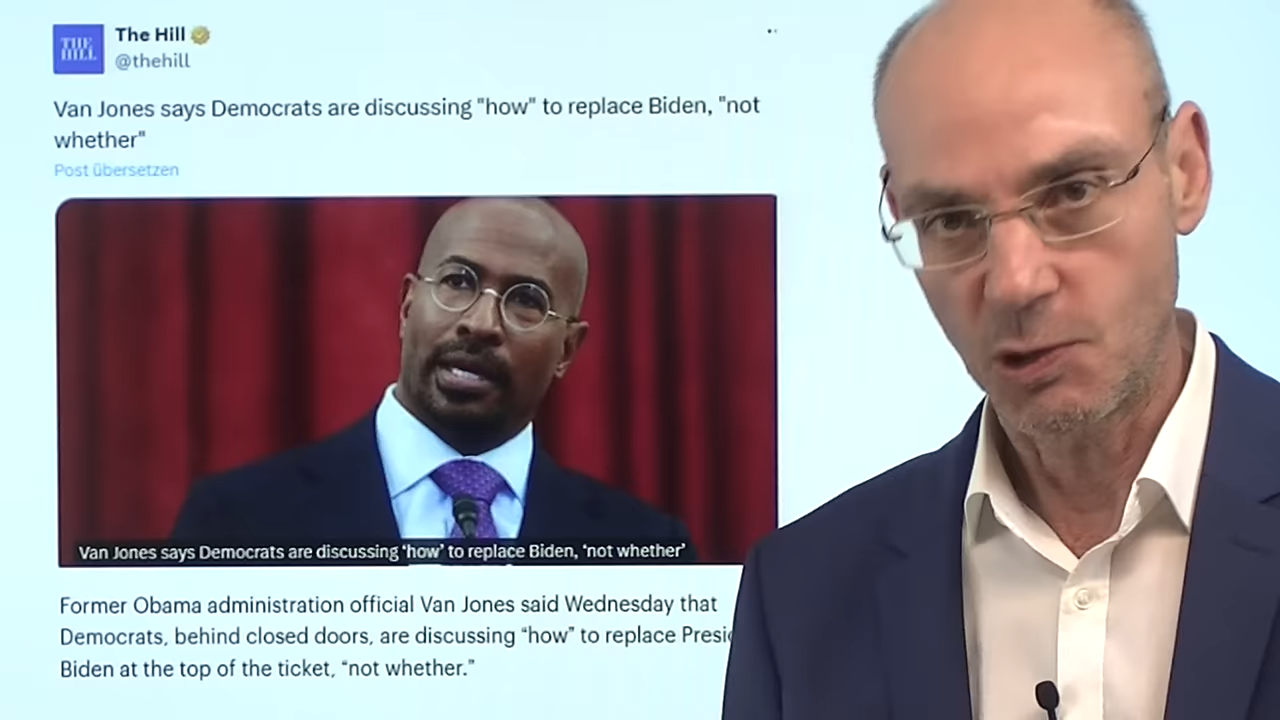 THE
HILL
The Hill
@thehill
Van Jones says Democrats are discussing "how" to replace Biden, "not
whether"
Post übersetzen
Van Jones says Democrats are discussing ‘how’ to replace Biden, ‘not whether’
Former Obama administration official Van Jones said Wednesday that
Democrats, behind closed doors, are discussing “how” to replace
Biden at the top of the ticket, “not whether.”